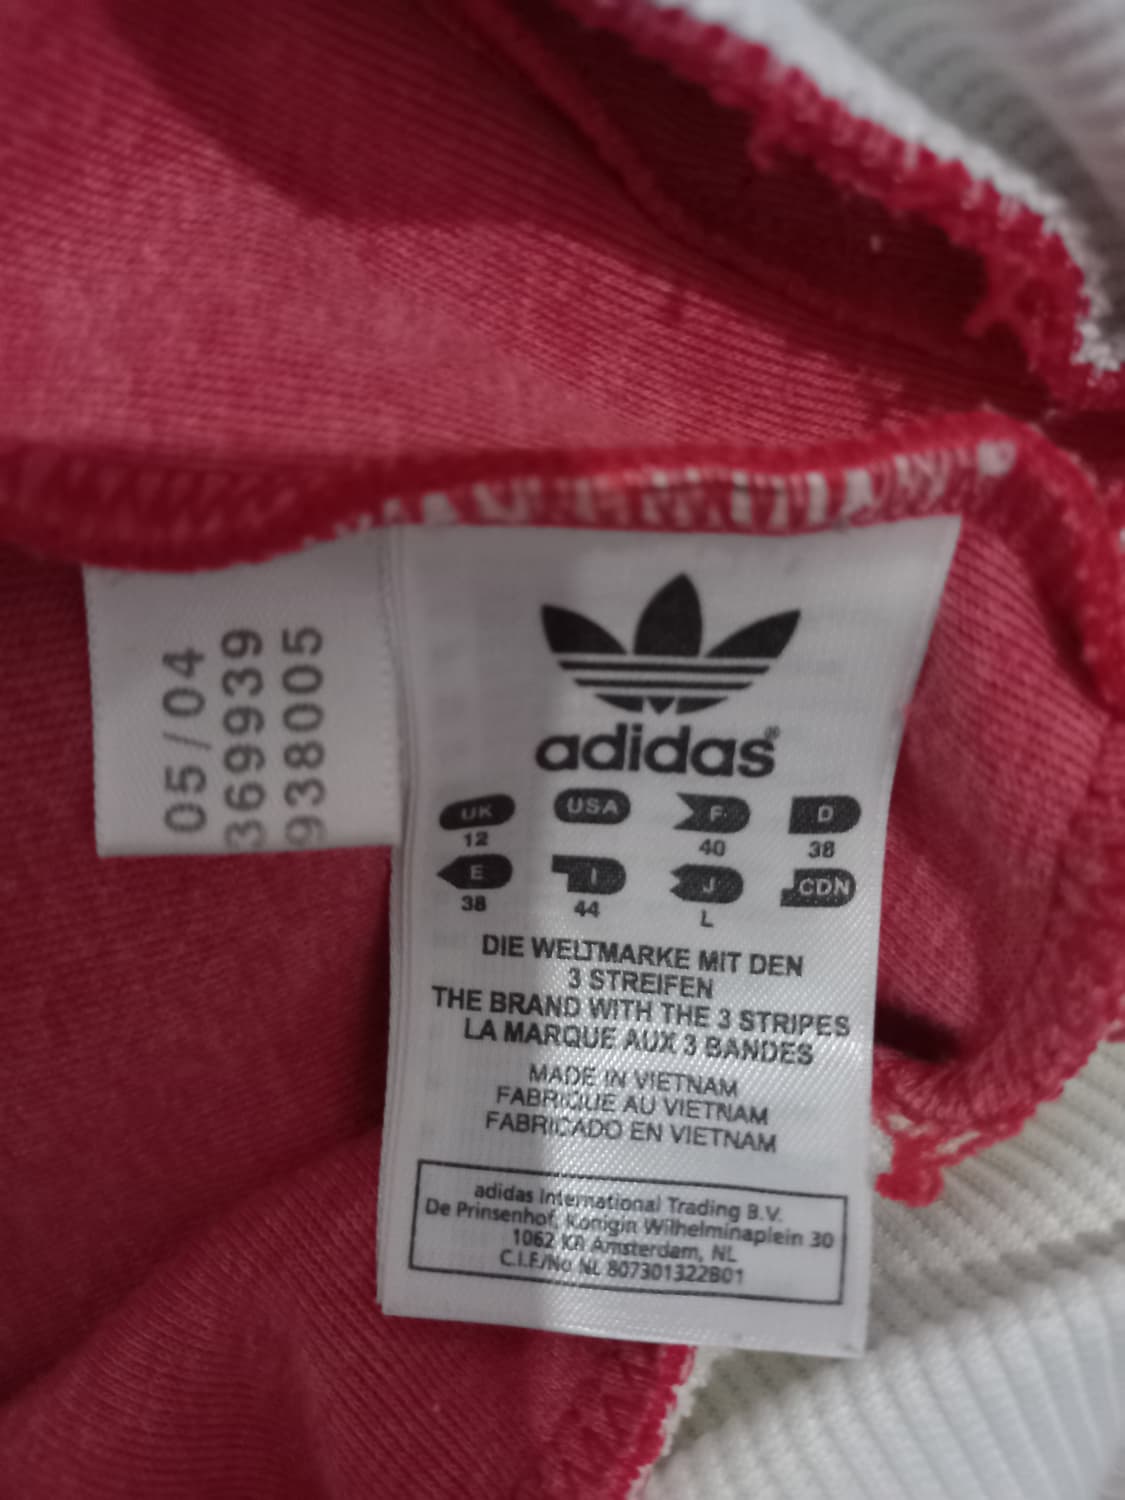 05/04
3699939
938005
adidas®
UK USA F D
12 40 38
E I J CDN
38 44 L
DIE WELTMARKE MIT DEN
3 STREIFEN
THE BRAND WITH THE 3 STRIPES
LA MARQUE AUX 3 BANDES
MADE IN VIETNAM
FABRIQUE AU VIETNAM
FABRICADO EN VIETNAM
adidas International Trading B.V.
De Prinsenhof, Konigin Wilhelminaplein 30
1062 KR Amsterdam, NL
C.I.F./No NL 807301322B01